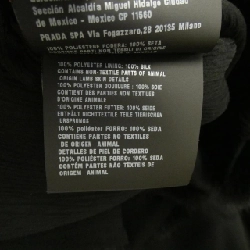 Sección Alcaldía Miguel Hidalgo Ciudad
de Mexico - Mexico CP 11560
PRADA SPA Via Fogazzaro,28 20135 Milano
100% POLYESTER LINING: 100% SILK
CONTAINS NON-TEXTILE PARTS OF ANIMAL
ORIGIN
100% POLYESTER DOUBLURE: 100% SOIE
CONTIENT DES PARTIES NON TEXTILES
D'ORIGINE ANIMALE
100% POLYESTER FUTTER: 100% SEIDE
ENTHÄLT NICHTTEXTILE TEILE TIERISCHEN
URSPRUNGS
100% poliéster FORRO: 100% SEDA
CONTIENE PARTES NO TEXTILES
DE ORIGEN ANIMAL
DETALLES DE PIEL DE CORDERO
100% POLIÉSTER FORRO: 100% SEDA
CONTÉM PARTES NÃO TÊXTEIS DE
ORIGEM ANIMAL